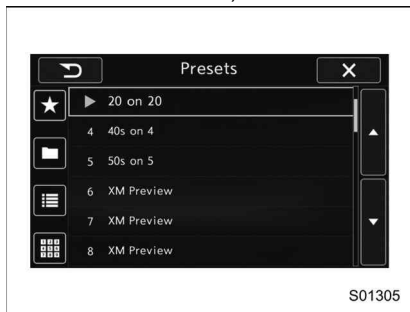 Presets
20 on 20
4 40s on 4
5 50s on 5
6 XM Preview
7 XM Preview
8 XM Preview
S01305